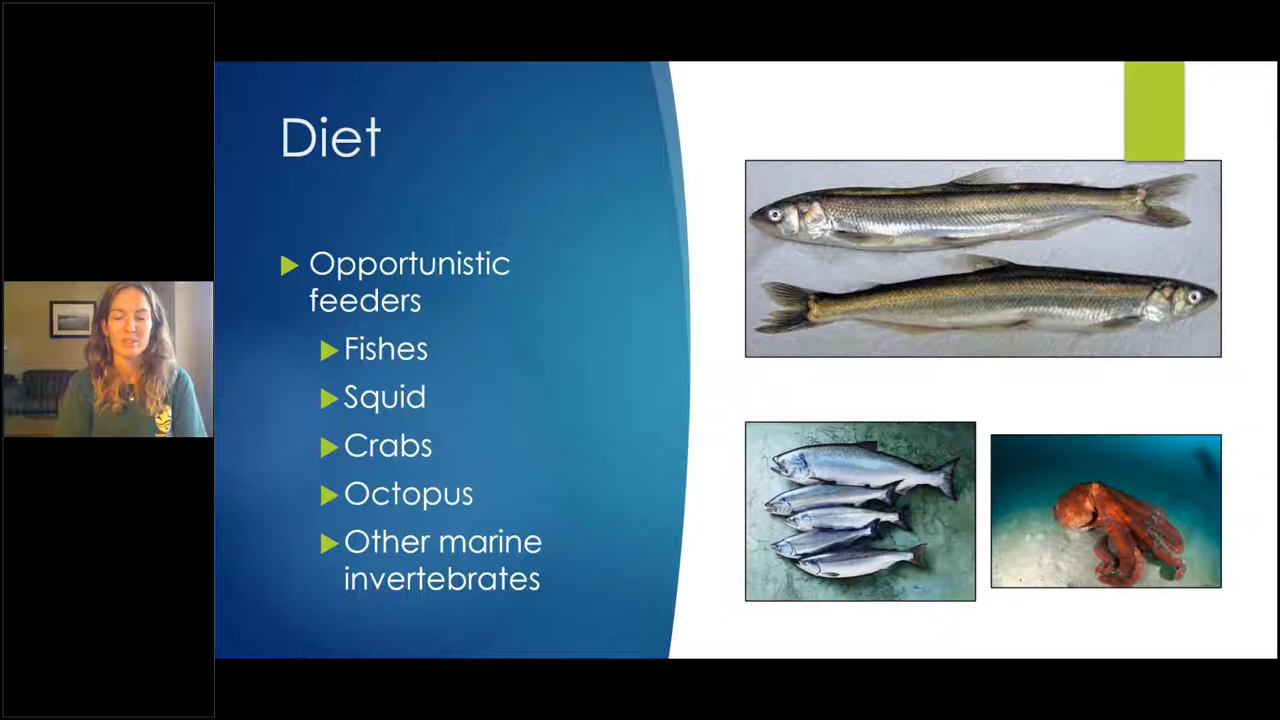 Diet
Opportunistic
feeders
Fishes
Squid
Crabs
Octopus
Other marine
invertebrates